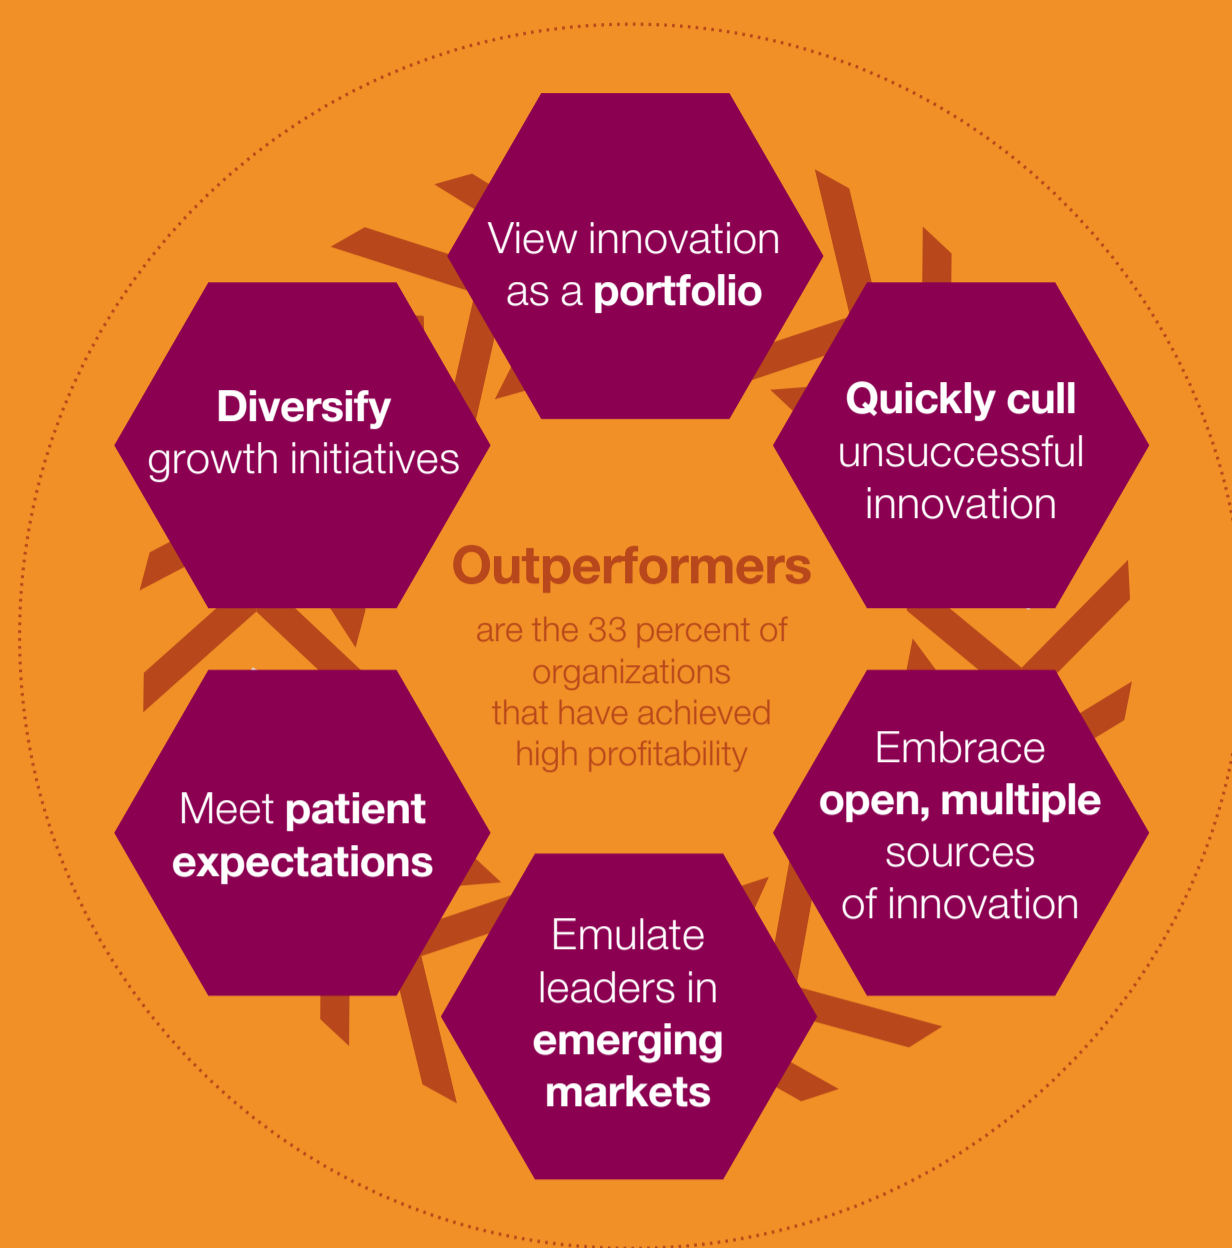 View innovation
as a portfolio
Diversify
growth initiatives
Quickly cull
unsuccessful
innovation
Outperformers
are the 33 percent of
organizations
that have achieved
high profitability
Meet patient
expectations
Embrace
open, multiple
sources
of innovation
Emulate
leaders in
emerging
markets